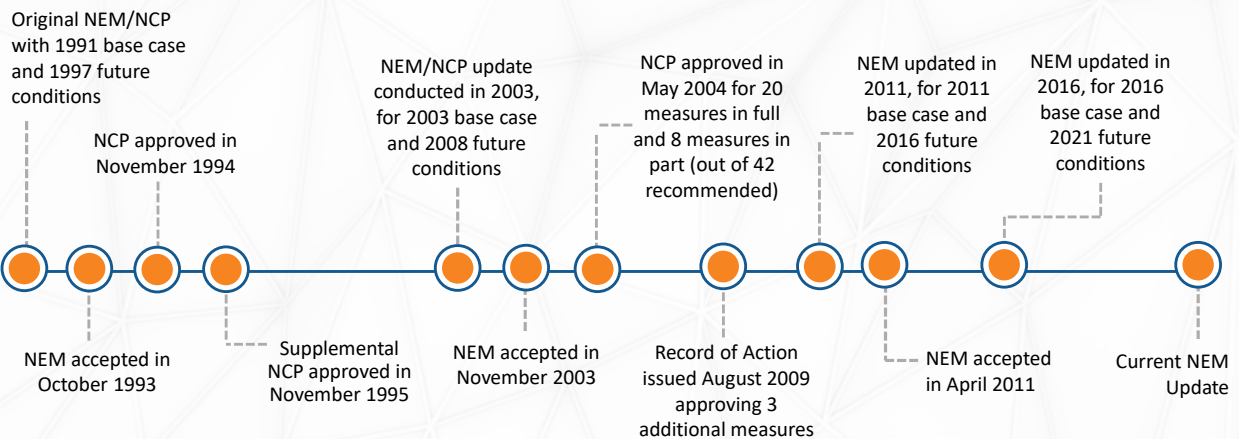 Original NEM/NCP
with 1991 base case
and 1997 future
conditions
NEM accepted in
October 1993
NCP approved in
November 1994
Supplemental
NCP approved in
November 1995
NEM/NCP update
conducted in 2003,
for 2003 base case
and 2008 future
conditions
NEM accepted in
November 2003
NCP approved in
May 2004 for 20
measures in full
and 8 measures in
part (out of 42
recommended)
Record of Action
issued August 2009
approving 3
additional measures
NEM updated in
2011, for 2011
base case and
2016 future
conditions
NEM accepted
in April 2011
NEM updated in
2016, for 2016
base case and
2021 future
conditions
Current NEM
Update